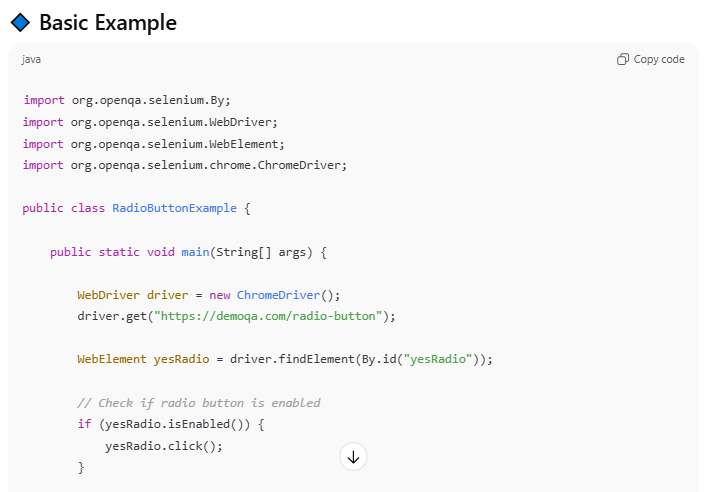 Basic Example
java
Copy code
import org.openqa.selenium.By;
import org.openqa.selenium.WebDriver;
import org.openqa.selenium.WebElement;
import org.openqa.selenium.chrome.ChromeDriver;
public class RadioButtonExample {
public static void main(String[] args) {
WebDriver driver = new ChromeDriver();
driver.get("https://demoqa.com/radio-button");
WebElement yesRadio = driver.findElement(By.id("yesRadio"));
// Check if radio button is enabled
if (yesRadio.isEnabled()) {
yesRadio.click();
}